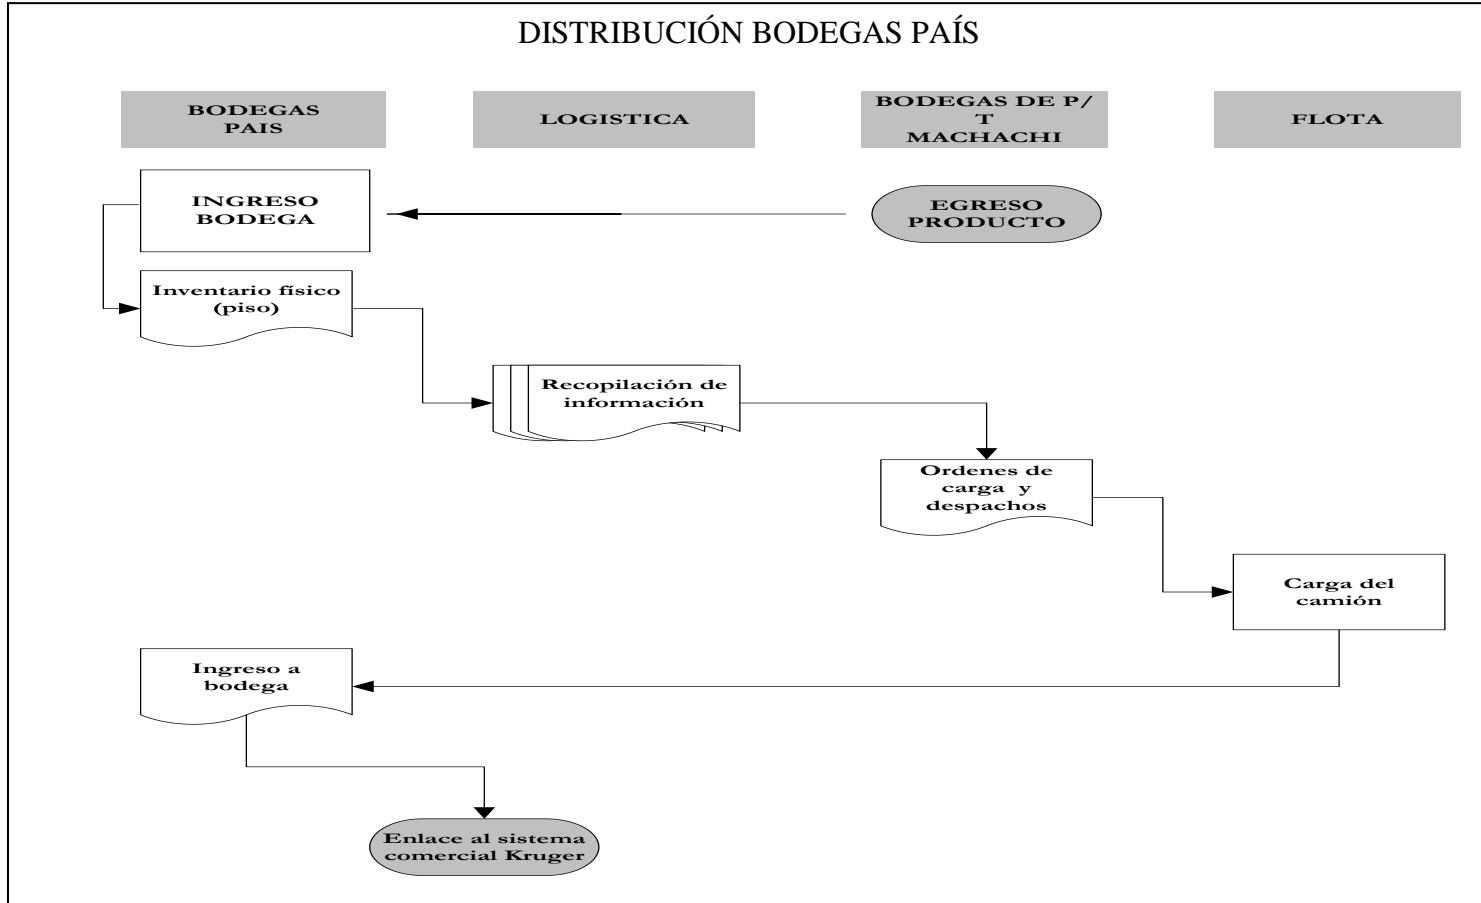 DISTRIBUCIÓN BODEGAS PAÍS
BODEGAS
PAIS
LOGISTICA
BODEGAS DE P/
T
MACHACHI
FLOTA
INGRESO
BODEGA
EGRESO
PRODUCTO
Inventario físico
(piso)
Recopilación de
información
Ordenes de
carga y
despachos
Carga del
camión
Ingreso a
bodega
Enlace al sistema
comercial Kruger